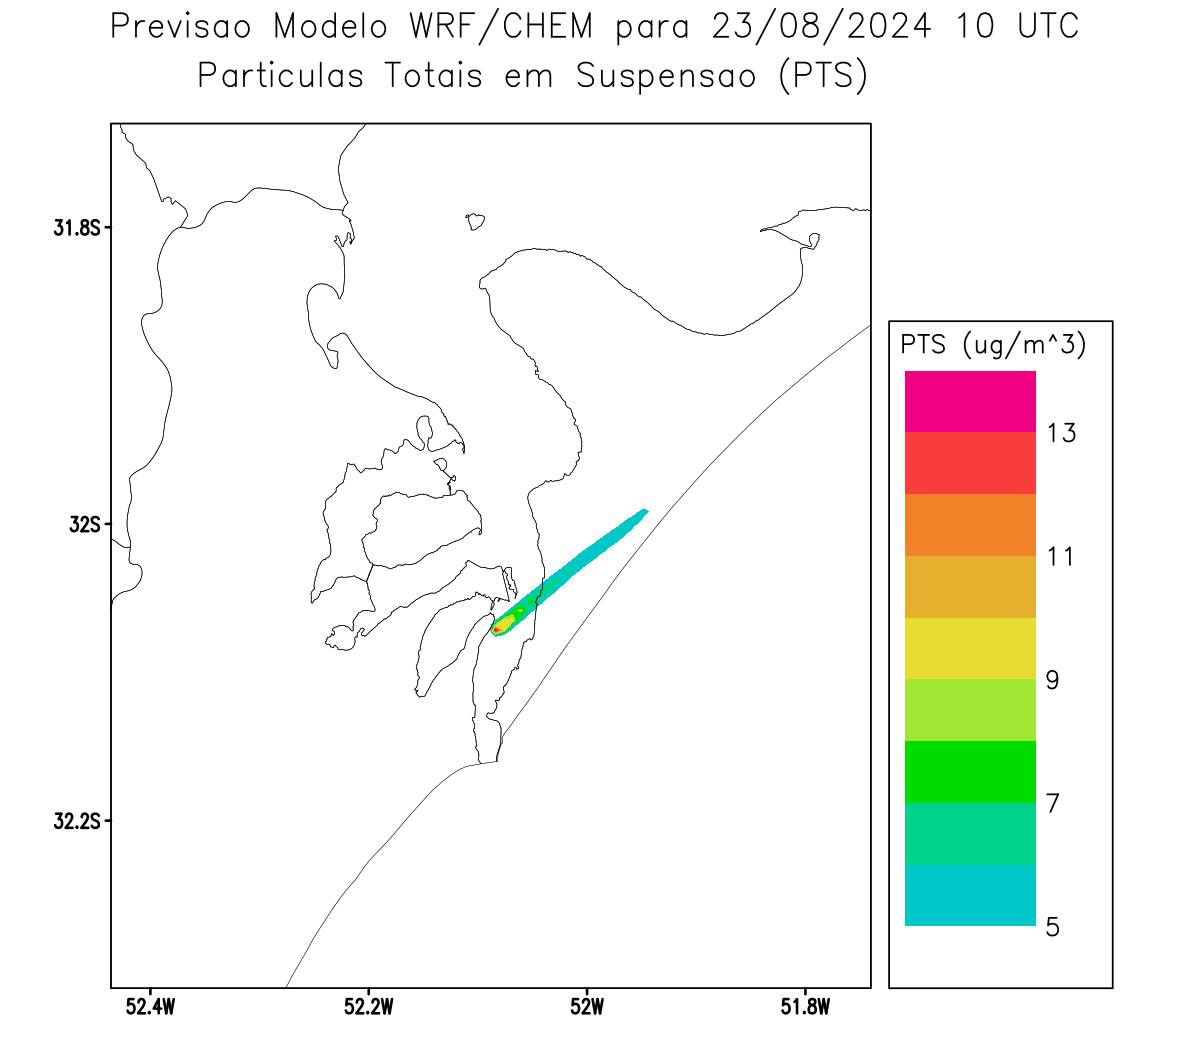 Previsao Modelo WRF/CHEM para 23/08/2024 10 UTC
Particulas Totais em Suspensao (PTS)
31.8S
32S
32.2S
52.4W 52.2W 52W 51.8W
PTS (ug/m^3)
13
11
9
7
5